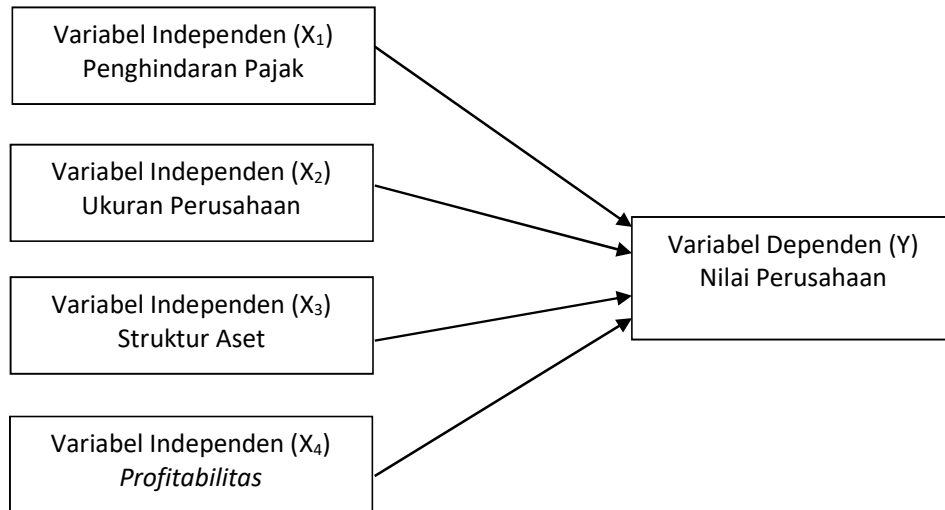 Variabel Independen (X₁)
Penghindaran Pajak
Variabel Independen (X₂)
Ukuran Perusahaan
Variabel Independen (X₃)
Struktur Aset
Variabel Independen (X₄)
Profitabilitas
Variabel Dependen (Y)
Nilai Perusahaan